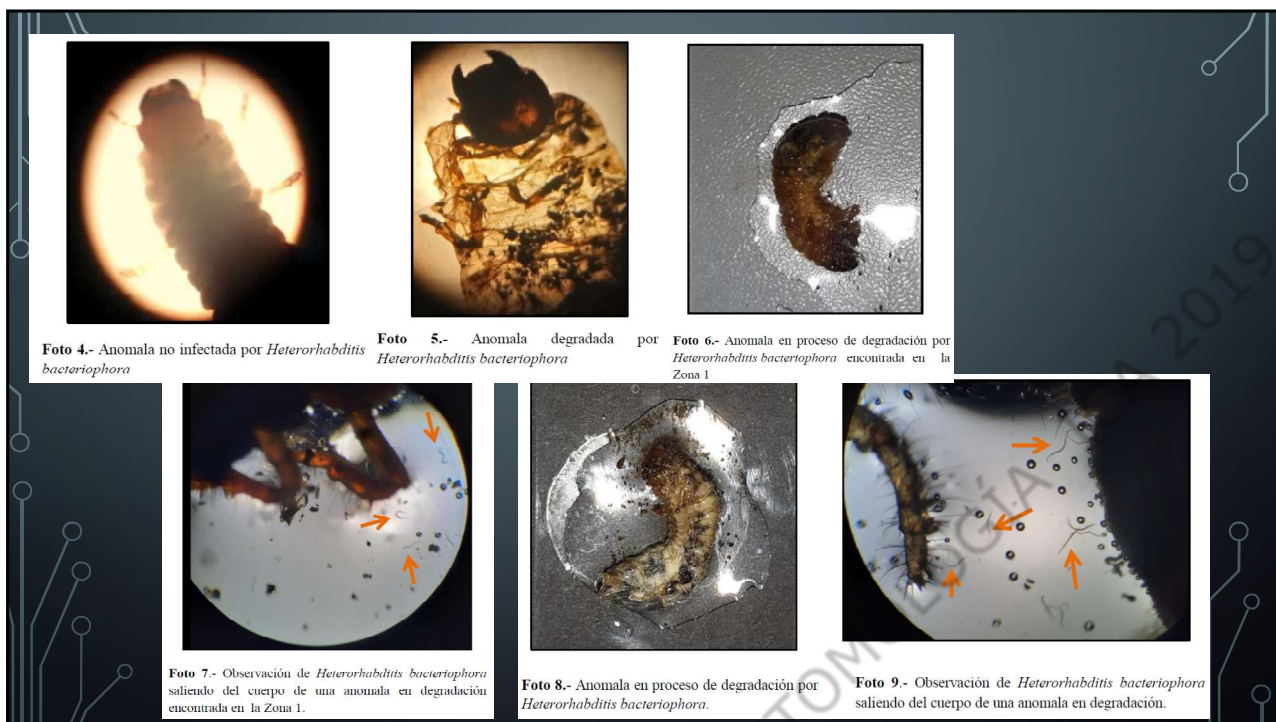 Foto 4.- Anomala no infectada por Heterorhabditis
bacteriophora
Foto 5.- Anomala degradada por
Heterorhabditis bacteriophora
Foto 6.- Anomala en proceso de degradación por
Heterorhabditis bacteriophora encontrada en la
Zona 1
Foto 7.- Observación de Heterorhabditis bacteriophora
saliendo del cuerpo de una anomala en degradación
encontrada en la Zona 1.
Foto 8.- Anomala en proceso de degradación por
Heterorhabditis bacteriophora.
Foto 9.- Observación de Heterorhabditis bacteriophora
saliendo del cuerpo de una anomala en degradación.
2019